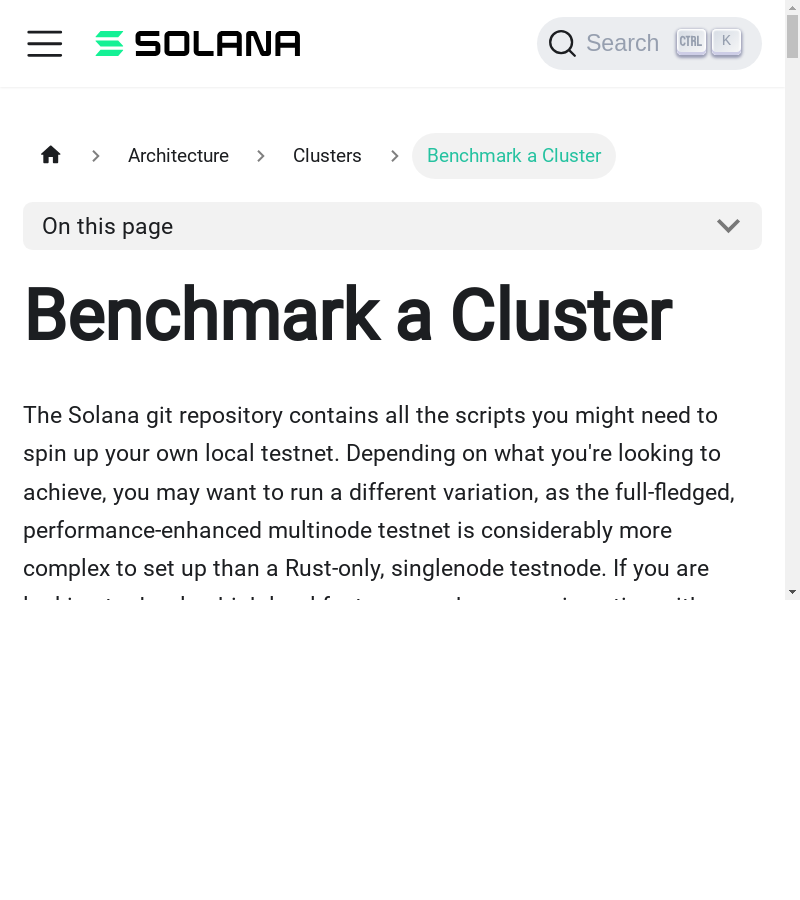 SOLANA
Search CTRL K
Architecture Clusters Benchmark a Cluster
On this page
Benchmark a Cluster
The Solana git repository contains all the scripts you might need to
spin up your own local testnet. Depending on what you're looking to
achieve, you may want to run a different variation, as the full-fledged,
performance-enhanced multinode testnet is considerably more
complex to set up than a Rust-only, singlenode testnode. If you are